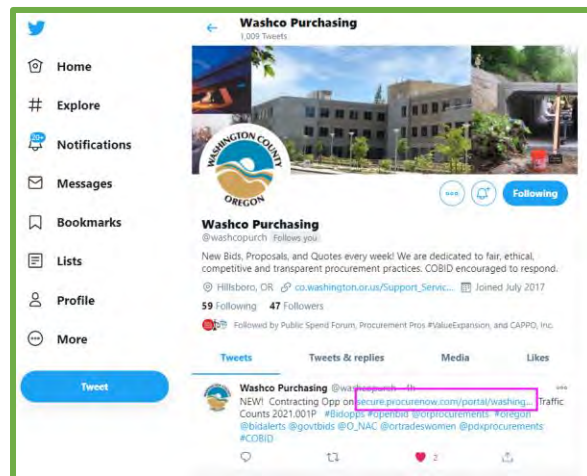 Washco Purchasing
1,009 Tweets
Home
Explore
20+
Notifications
Messages
Bookmarks
Lists
Profile
More
Tweet
WASHINGTON COUNTY
OREGON
Following
Washco Purchasing
@washcopurch Follows you
New Bids, Proposals, and Quotes every week! We are dedicated to fair, ethical,
competitive and transparent procurement practices. COBID encouraged to respond.
Hillsboro, OR co.washington.or.us/Support_Servic... Joined July 2017
59 Following 47 Followers
Followed by Public Spend Forum, Procurement Pros #ValueExpansion, and CAPPO, Inc.
Tweets Tweets & replies Media Likes
Washco Purchasing @washcopurch · 4h
NEW! Contracting Opp on secure.procurenow.com/portal/washing... Traffic
Counts 2021.001P #Bidopps #openbid @orprocurements #oregon
@bidalerts @govtbids @O_NAC @ortradeswomen @pdxprocurements
#COBID
2